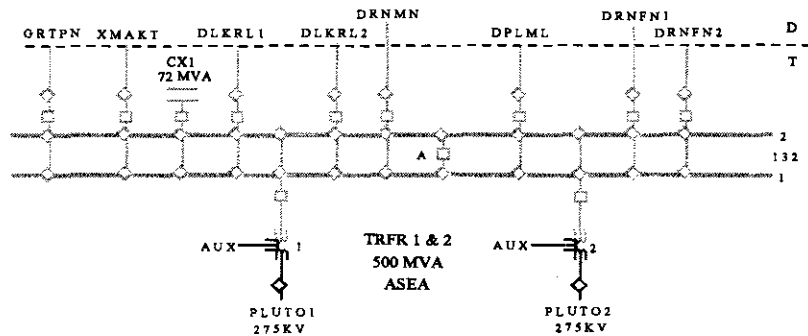 DRNMN
DRNFN1
D
GRTPN XMAKT DLKRL1 DLKRL2 DPLML DRNFN2
T
CX1
72 MVA
2
A
132
1
AUX 1
TRFR 1 & 2
AUX 2
500 MVA
ASEA
PLUTO1
275KV
PLUTO2
275KV